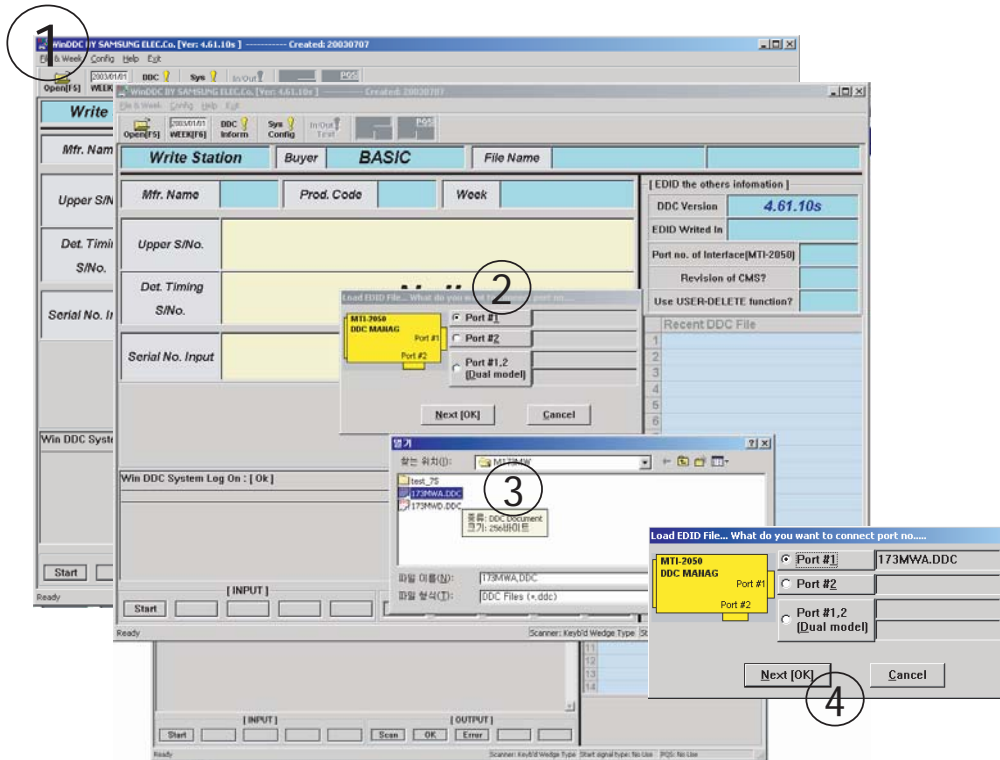 1
WinDDC BY SAMSUNG ELEC.Co. [Ver: 4.61.10s ] ---------- Created: 20030707
File & Week Config Help Exit
Open[F5] 2003/01/01 WEEK DDC Sys In/Out POS
Write
Mfr. Nam
Upper S/N
Det. Timi
S/No.
Serial No. In
Win DDC Syste
Start
Ready
WinDDC BY SAMSUNG ELEC.Co. [Ver: 4.61.10s ] ---------- Created: 20030707
File & Week Config Help Exit
Open[F5] 2003/01/01 WEEK[F6] DDC Inform Sys Config In/Out Test POS
Write Station Buyer BASIC File Name
Mfr. Name Prod. Code Week
Upper S/No.
Det. Timing
S/No.
Serial No. Input
Win DDC System Log On : [ Ok ]
[ INPUT ]
Start
Ready
Scanner: Keyb'd Wedge Type
[ EDID the others infomation ]
DDC Version 4.61.10s
EDID Writed In
Port no. of Interface[MTI-2050]
Revision of CMS?
Use USER-DELETE function?
Recent DDC File
1
2
3
4
5
6
2
Load EDID File... What do you want to connect port no.....
MTI-2050
DDC MANAG
Port #1
Port #2
Port #1
Port #2
Port #1,2
(Dual model)
Next [OK] Cancel
열기
찾는 위치(I): M173MW
test_75
173MWA.DDC
173MWD.DDC
3
종류: DDC Document
크기: 256바이트
파일 이름(N): 173MWA.DDC
파일 형식(T): DDC Files (*.ddc)
Load EDID File... What do you want to connect port no.....
MTI-2050
DDC MANAG
Port #1
Port #2
Port #1 173MWA.DDC
Port #2
Port #1,2
(Dual model)
Next [OK] Cancel
4
11
12
13
14
[ INPUT ] [ OUTPUT ]
Start Scan OK Error
Ready Scanner: Keyb'd Wedge Type Start signal type: No Use PQS: No Use